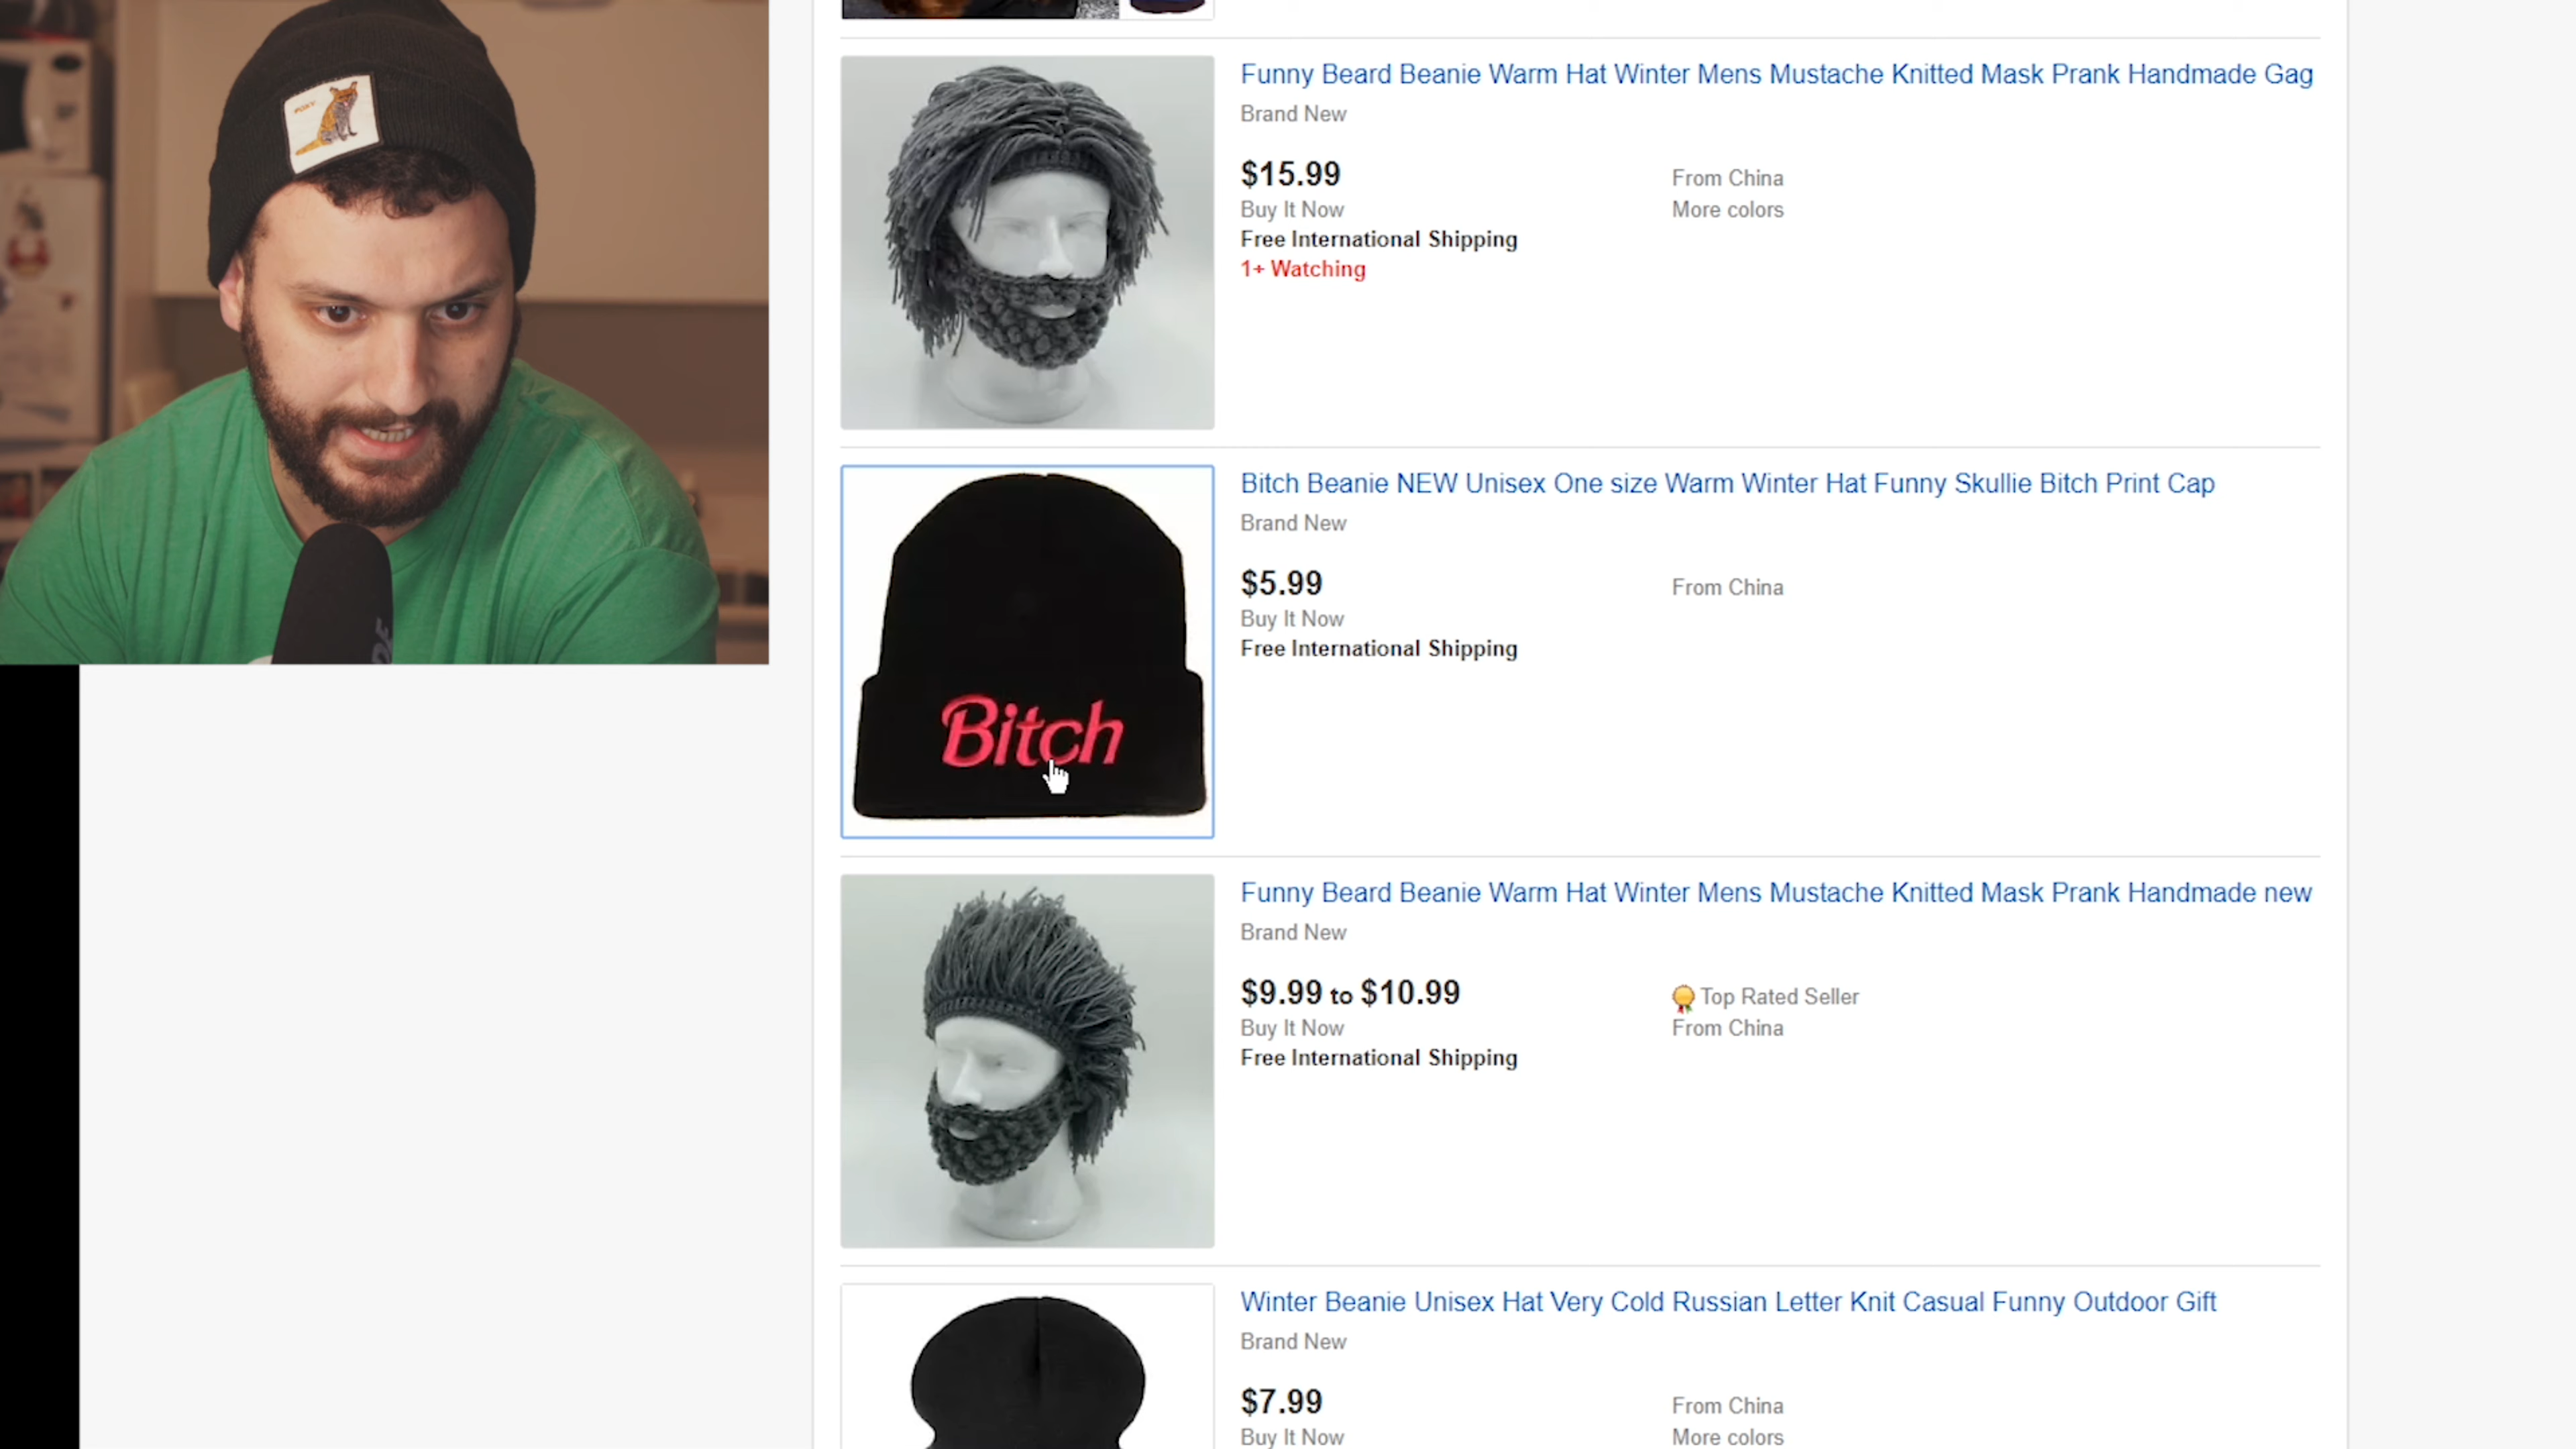 FOXY
Funny Beard Beanie Warm Hat Winter Mens Mustache Knitted Mask Prank Handmade Gag
Brand New
$15.99
From China
Buy It Now
More colors
Free International Shipping
1+ Watching
Bitch Beanie NEW Unisex One size Warm Winter Hat Funny Skullie Bitch Print Cap
Brand New
$5.99
From China
Buy It Now
Free International Shipping
Bitch
Funny Beard Beanie Warm Hat Winter Mens Mustache Knitted Mask Prank Handmade new
Brand New
$9.99 to $10.99
Top Rated Seller
Buy It Now
From China
Free International Shipping
Winter Beanie Unisex Hat Very Cold Russian Letter Knit Casual Funny Outdoor Gift
Brand New
$7.99
From China
Buy It Now
More colors